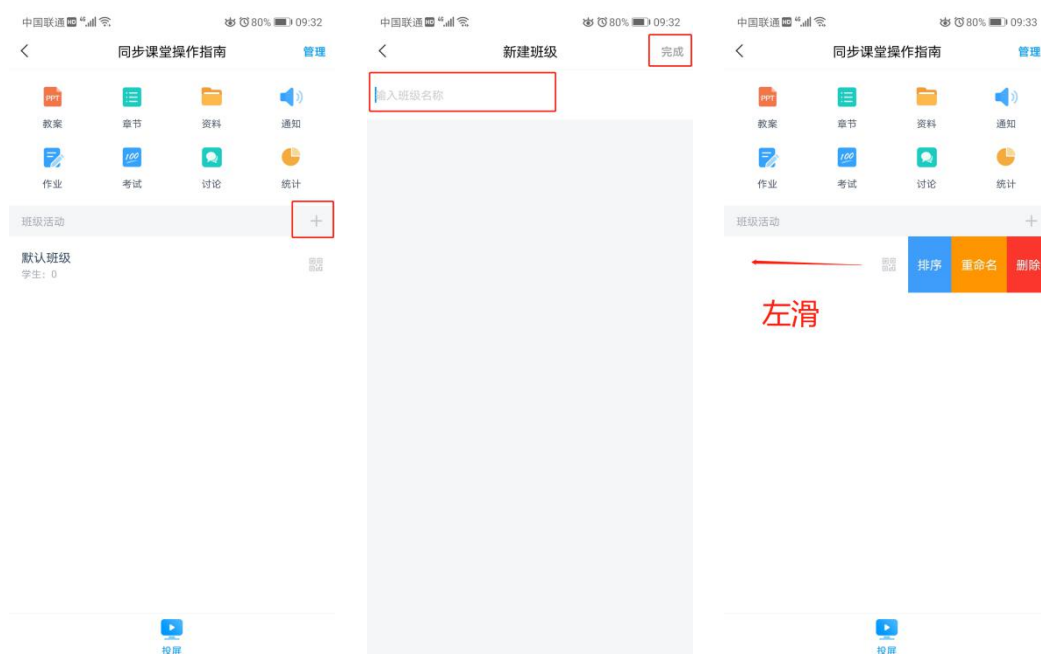 中国联通 HD 46 80% 09:32
同步课堂操作指南 管理
PPT
教案 章节 资料 通知
100
作业 考试 讨论 统计
班级活动 +
默认班级
学生：0
投屏
中国联通 HD 46 80% 09:32
新建班级 完成
输入班级名称
中国联通 HD 46 80% 09:33
同步课堂操作指南 管理
PPT
教案 章节 资料 通知
100
作业 考试 讨论 统计
班级活动 +
排序 重命名 删除
左滑
投屏